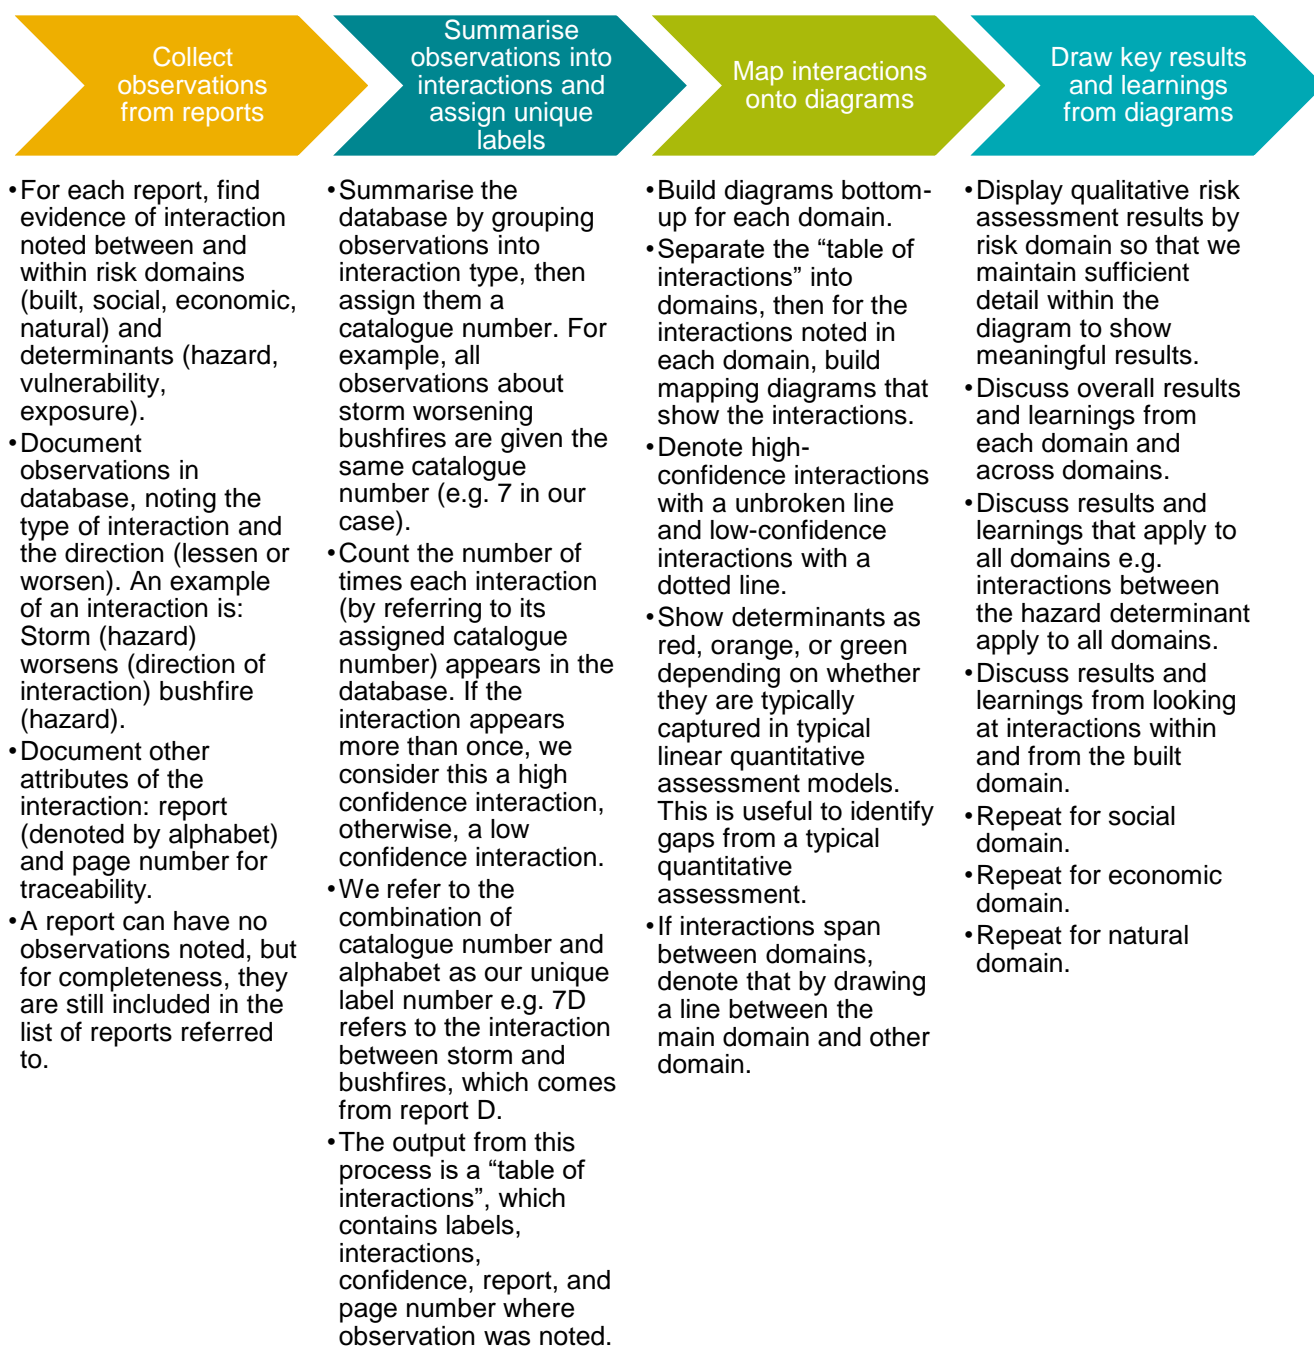 Collect
observations
from reports
Summarise
observations into
interactions and
assign unique
labels
Map interactions
onto diagrams
Draw key results
and learnings
from diagrams
•For each report, find
evidence of interaction
noted between and
within risk domains
(built, social, economic,
natural) and
determinants (hazard,
vulnerability,
exposure).
•Document
observations in
database, noting the
type of interaction and
the direction (lessen or
worsen). An example
of an interaction is:
Storm (hazard)
worsens (direction of
interaction) bushfire
(hazard).
•Document other
attributes of the
interaction: report
(denoted by alphabet)
and page number for
traceability.
•A report can have no
observations noted, but
for completeness, they
are still included in the
list of reports referred
to.
•Summarise the
database by grouping
observations into
interaction type, then
assign them a
catalogue number. For
example, all
observations about
storm worsening
bushfires are given the
same catalogue
number (e.g. 7 in our
case).
•Count the number of
times each interaction
(by referring to its
assigned catalogue
number) appears in the
database. If the
interaction appears
more than once, we
consider this a high
confidence interaction,
otherwise, a low
confidence interaction.
•We refer to the
combination of
catalogue number and
alphabet as our unique
label number e.g. 7D
refers to the interaction
between storm and
bushfires, which comes
from report D.
•The output from this
process is a “table of
interactions”, which
contains labels,
interactions,
confidence, report, and
page number where
observation was noted.
•Build diagrams bottom-
up for each domain.
•Separate the “table of
interactions” into
domains, then for the
interactions noted in
each domain, build
mapping diagrams that
show the interactions.
•Denote high-
confidence interactions
with a unbroken line
and low-confidence
interactions with a
dotted line.
•Show determinants as
red, orange, or green
depending on whether
they are typically
captured in typical
linear quantitative
assessment models.
This is useful to identify
gaps from a typical
quantitative
assessment.
•If interactions span
between domains,
denote that by drawing
a line between the
main domain and other
domain.
•Display qualitative risk
assessment results by
risk domain so that we
maintain sufficient
detail within the
diagram to show
meaningful results.
•Discuss overall results
and learnings from
each domain and
across domains.
•Discuss results and
learnings that apply to
all domains e.g.
interactions between
the hazard determinant
apply to all domains.
•Discuss results and
learnings from looking
at interactions within
and from the built
domain.
•Repeat for social
domain.
•Repeat for economic
domain.
•Repeat for natural
domain.